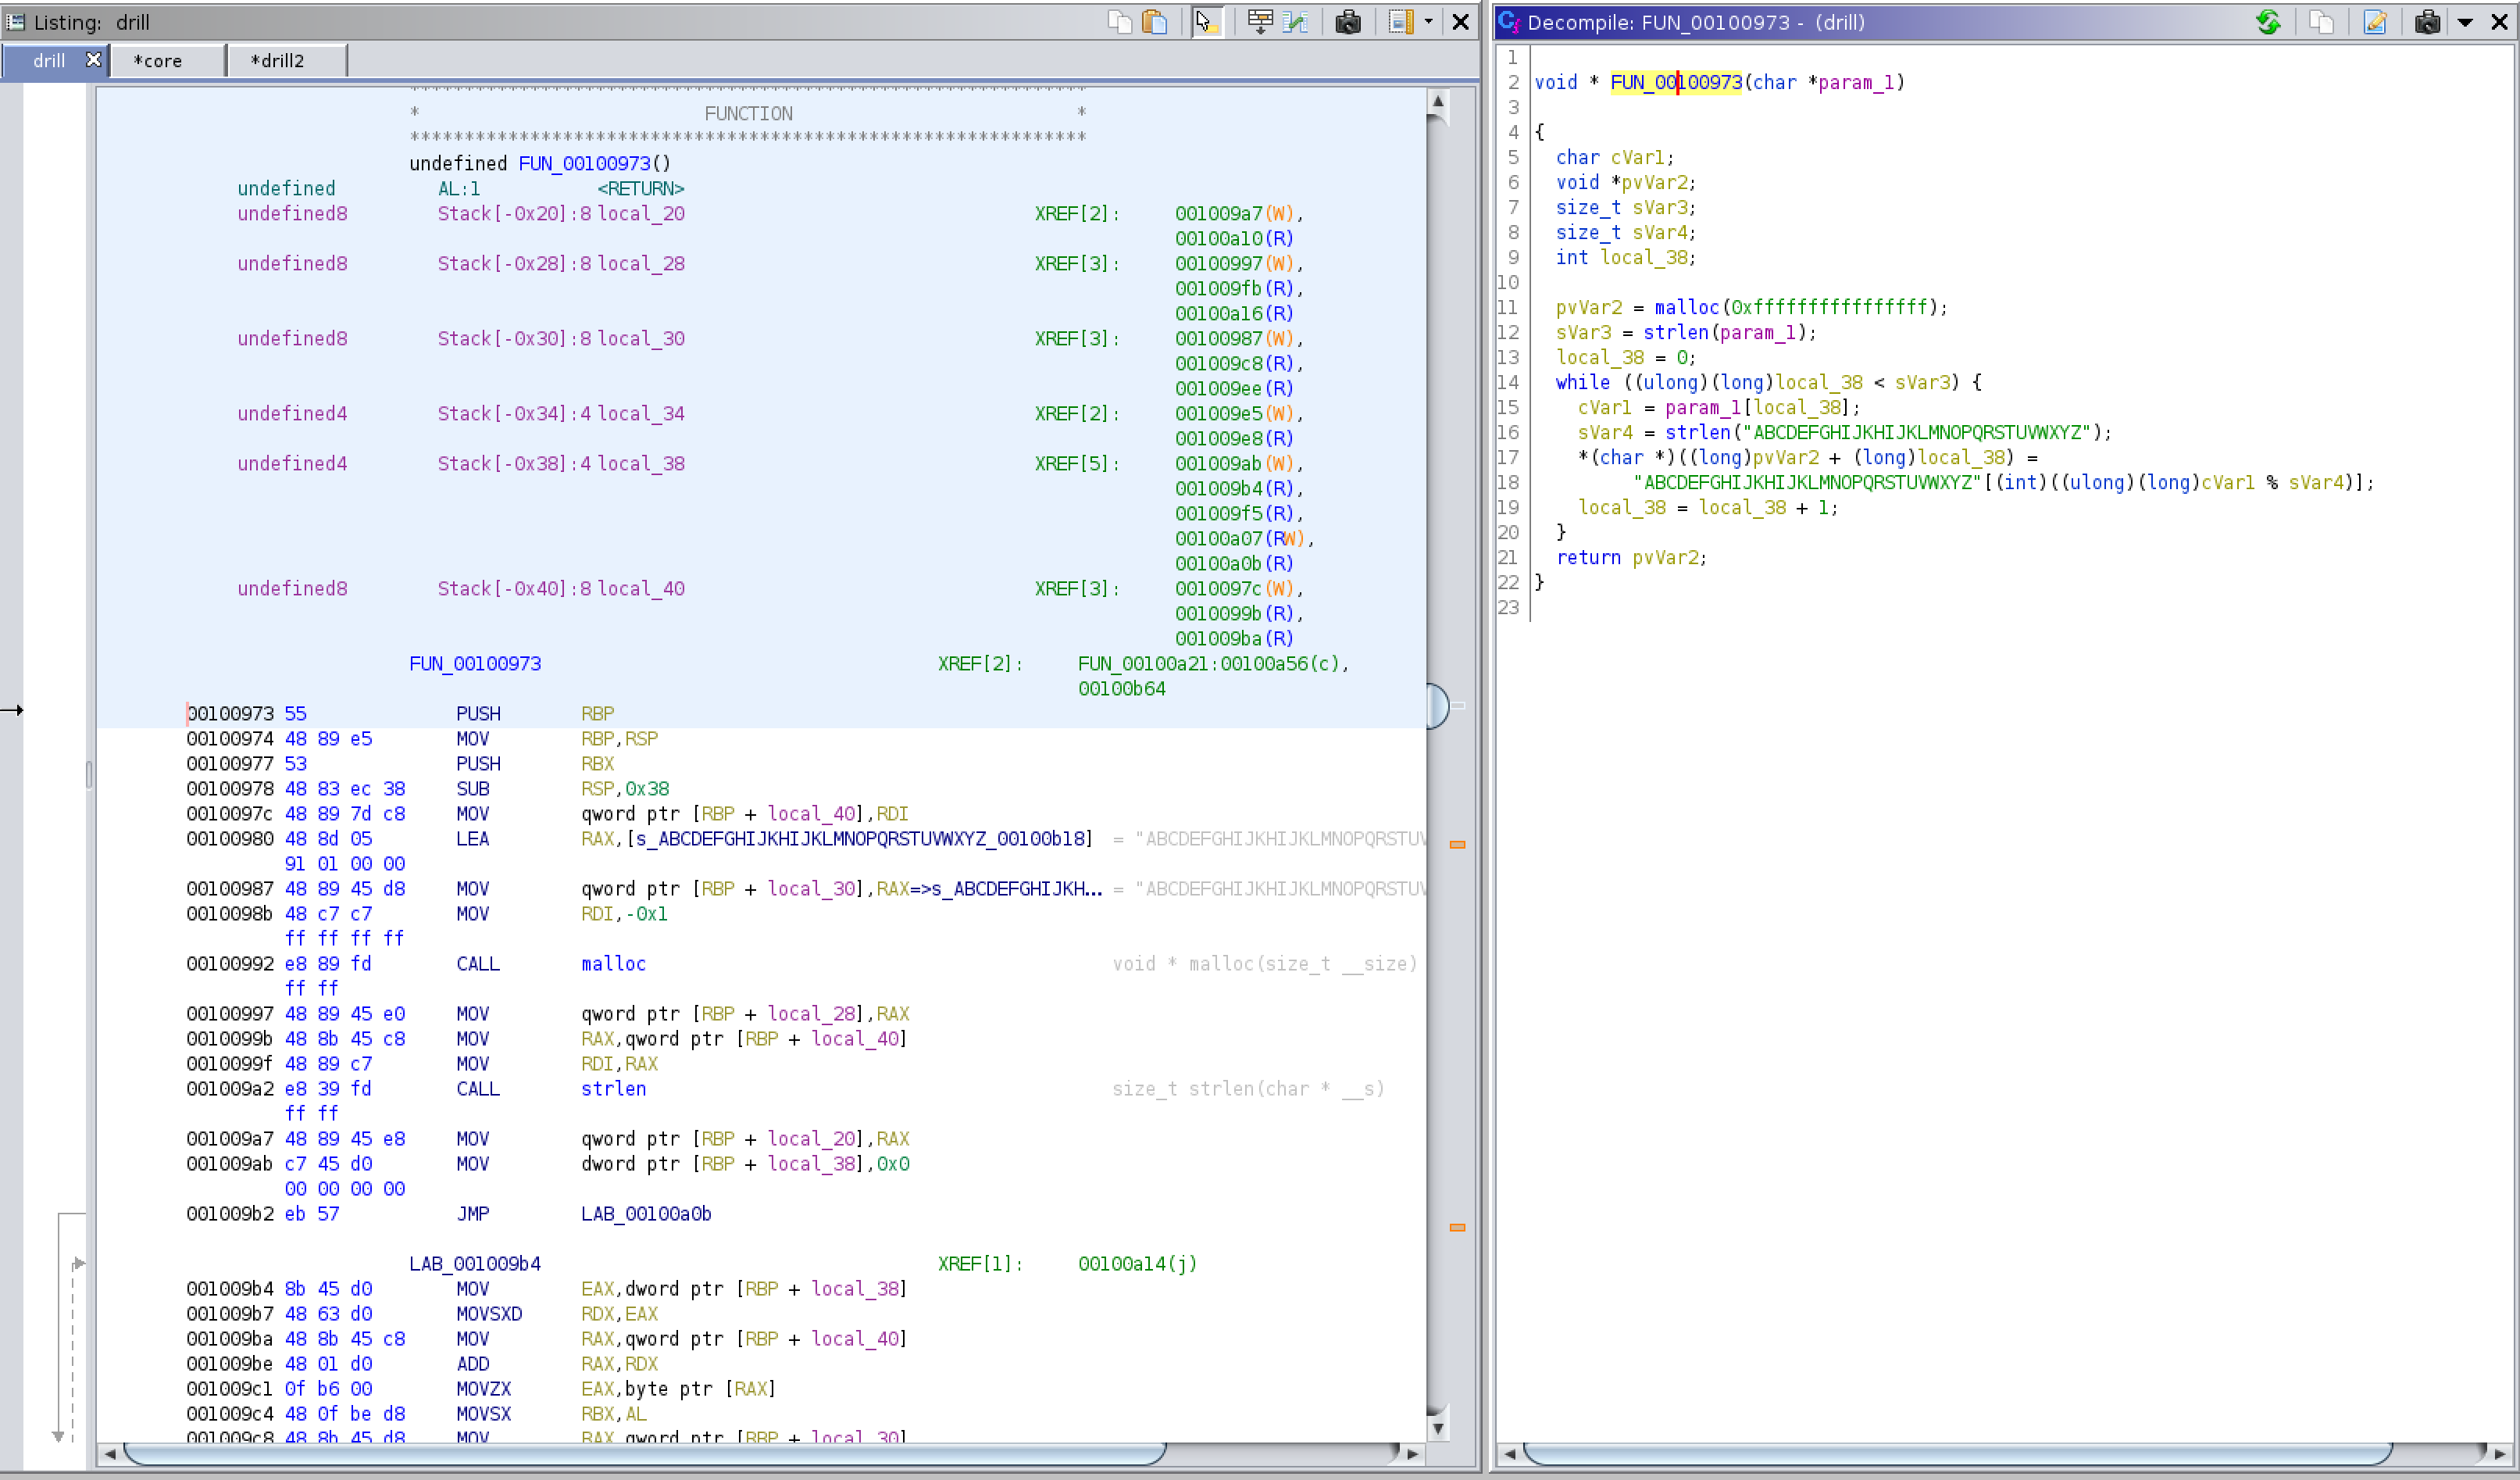 Listing: drill
drill *core *drill2
* FUNCTION *
***************************************************************
undefined FUN_00100973()
undefined AL:1 <RETURN>
undefined8 Stack[-0x20]:8 local_20 XREF[2]: 001009a7(W),
00100a10(R)
undefined8 Stack[-0x28]:8 local_28 XREF[3]: 00100997(W),
001009fb(R),
00100a16(R)
undefined8 Stack[-0x30]:8 local_30 XREF[3]: 00100987(W),
001009c8(R),
001009ee(R)
undefined4 Stack[-0x34]:4 local_34 XREF[2]: 001009e5(W),
001009e8(R)
undefined4 Stack[-0x38]:4 local_38 XREF[5]: 001009ab(W),
001009b4(R),
001009f5(R),
00100a07(RW),
00100a0b(R)
undefined8 Stack[-0x40]:8 local_40 XREF[3]: 0010097c(W),
0010099b(R),
001009ba(R)
FUN_00100973 XREF[2]: FUN_00100a21:00100a56(c),
00100b64
00100973 55 PUSH RBP
00100974 48 89 e5 MOV RBP,RSP
00100977 53 PUSH RBX
00100978 48 83 ec 38 SUB RSP,0x38
0010097c 48 89 7d c8 MOV qword ptr [RBP + local_40],RDI
00100980 48 8d 05 LEA RAX,[s_ABCDEFGHIJKHIJKLMNOPQRSTUVWXYZ_00100b18] = "ABCDEFGHIJKHIJKLMNOPQRSTUV
91 01 00 00
00100987 48 89 45 d8 MOV qword ptr [RBP + local_30],RAX=>s_ABCDEFGHIJKH... = "ABCDEFGHIJKHIJKLMNOPQRSTUV
0010098b 48 c7 c7 MOV RDI,-0x1
ff ff ff ff
00100992 e8 89 fd CALL malloc void * malloc(size_t __size)
ff ff
00100997 48 89 45 e0 MOV qword ptr [RBP + local_28],RAX
0010099b 48 8b 45 c8 MOV RAX,qword ptr [RBP + local_40]
0010099f 48 89 c7 MOV RDI,RAX
001009a2 e8 39 fd CALL strlen size_t strlen(char * __s)
ff ff
001009a7 48 89 45 e8 MOV qword ptr [RBP + local_20],RAX
001009ab c7 45 d0 MOV dword ptr [RBP + local_38],0x0
00 00 00 00
001009b2 eb 57 JMP LAB_00100a0b
LAB_001009b4 XREF[1]: 00100a14(j)
001009b4 8b 45 d0 MOV EAX,dword ptr [RBP + local_38]
001009b7 48 63 d0 MOVSXD RDX,EAX
001009ba 48 8b 45 c8 MOV RAX,qword ptr [RBP + local_40]
001009be 48 01 d0 ADD RAX,RDX
001009c1 0f b6 00 MOVZX EAX,byte ptr [RAX]
001009c4 48 0f be d8 MOVSX RBX,AL
001009c8 48 8b 45 d8 MOV RAX,qword ptr [RBP + local_30]
Decompile: FUN_00100973 - (drill)
1
2 void * FUN_00100973(char *param_1)
3
4 {
5 char cVar1;
6 void *pvVar2;
7 size_t sVar3;
8 size_t sVar4;
9 int local_38;
10
11 pvVar2 = malloc(0xffffffffffffffff);
12 sVar3 = strlen(param_1);
13 local_38 = 0;
14 while ((ulong)(long)local_38 < sVar3) {
15 cVar1 = param_1[local_38];
16 sVar4 = strlen("ABCDEFGHIJKHIJKLMNOPQRSTUVWXYZ");
17 *(char *)((long)pvVar2 + (long)local_38) =
18 "ABCDEFGHIJKHIJKLMNOPQRSTUVWXYZ"[(int)((ulong)(long)cVar1 % sVar4)];
19 local_38 = local_38 + 1;
20 }
21 return pvVar2;
22 }
23